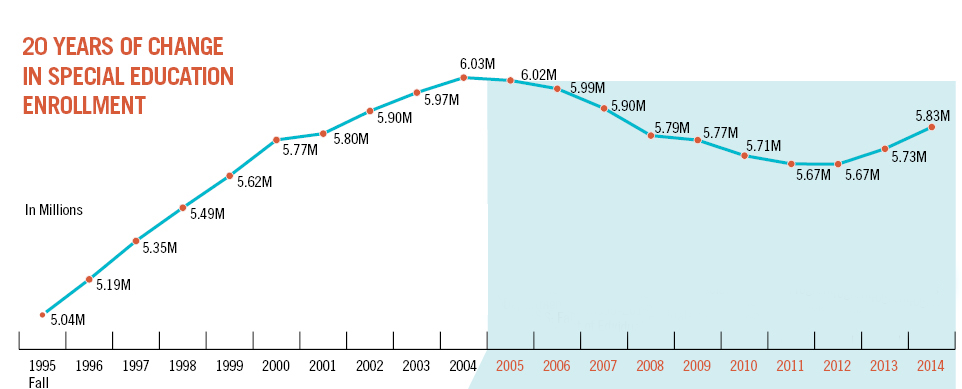 20 YEARS OF CHANGE
IN SPECIAL EDUCATION
ENROLLMENT
In Millions
5.04M
5.19M
5.35M
5.49M
5.62M
5.77M
5.80M
5.90M
5.97M
6.03M
6.02M
5.99M
5.90M
5.79M
5.77M
5.71M
5.67M
5.67M
5.73M
5.83M
1995 1996 1997 1998 1999 2000 2001 2002 2003 2004 2005 2006 2007 2008 2009 2010 2011 2012 2013 2014
Fall